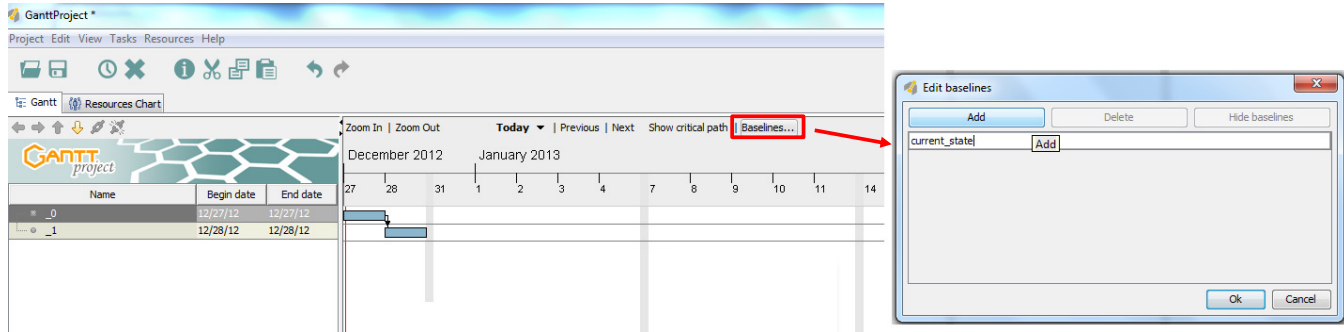 GanttProject *
Project Edit View Tasks Resources Help
Gantt Resources Chart
Zoom In | Zoom Out Today | Previous | Next Show critical path | Baselines...
GANTT project
December 2012 January 2013
Name Begin date End date
27 28 31 1 2 3 4 7 8 9 10 11 14
_0 12/27/12 12/27/12
_1 12/28/12 12/28/12
Edit baselines
Add Delete Hide baselines
current_state
Add
Ok Cancel